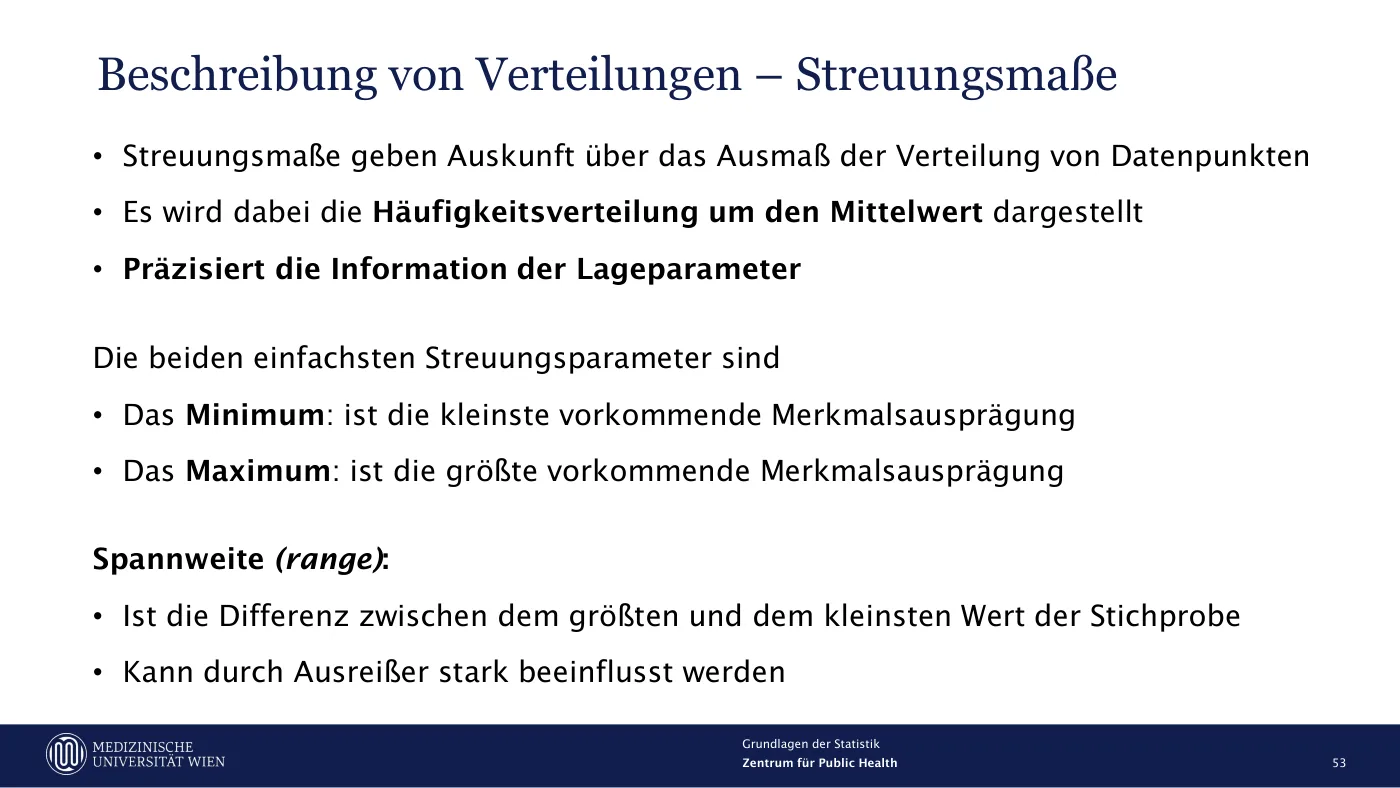 Beschreibung von Verteilungen – Streuungsmaße
• Streuungsmaße geben Auskunft über das Ausmaß der Verteilung von Datenpunkten
• Es wird dabei die Häufigkeitsverteilung um den Mittelwert dargestellt
• Präzisiert die Information der Lageparameter
Die beiden einfachsten Streuungsparameter sind
• Das Minimum: ist die kleinste vorkommende Merkmalsausprägung
• Das Maximum: ist die größte vorkommende Merkmalsausprägung
Spannweite (range):
• Ist die Differenz zwischen dem größten und dem kleinsten Wert der Stichprobe
• Kann durch Ausreißer stark beeinflusst werden
MEDIZINISCHE
UNIVERSITÄT WIEN
Grundlagen der Statistik
Zentrum für Public Health
53